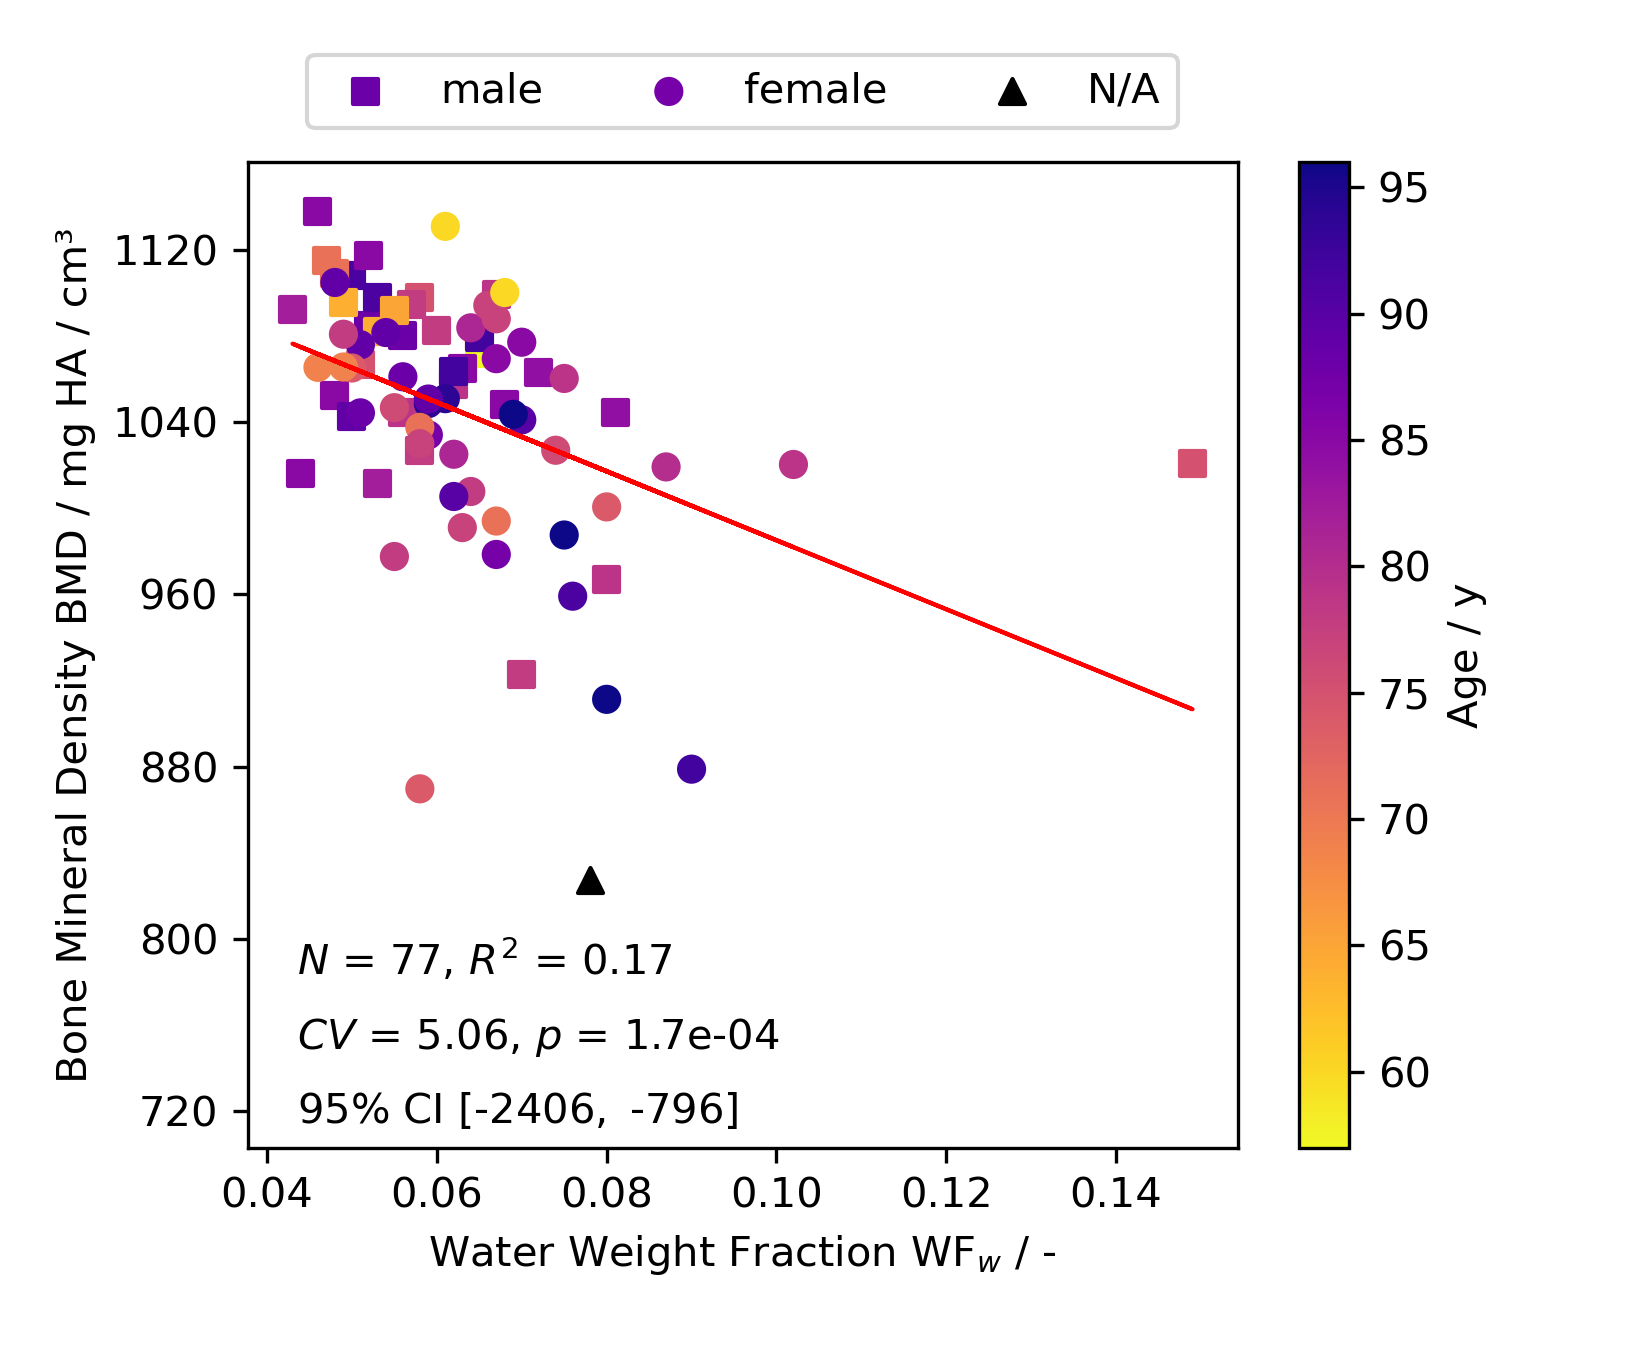 male female N/A
Bone Mineral Density BMD / mg HA / cm³
1120
1040
960
880
800
720
N = 77, R² = 0.17
CV = 5.06, p = 1.7e-04
95% CI [-2406, -796]
0.04 0.06 0.08 0.10 0.12 0.14
Water Weight Fraction WF_w / -
95
90
85
80
75
70
65
60
Age / y